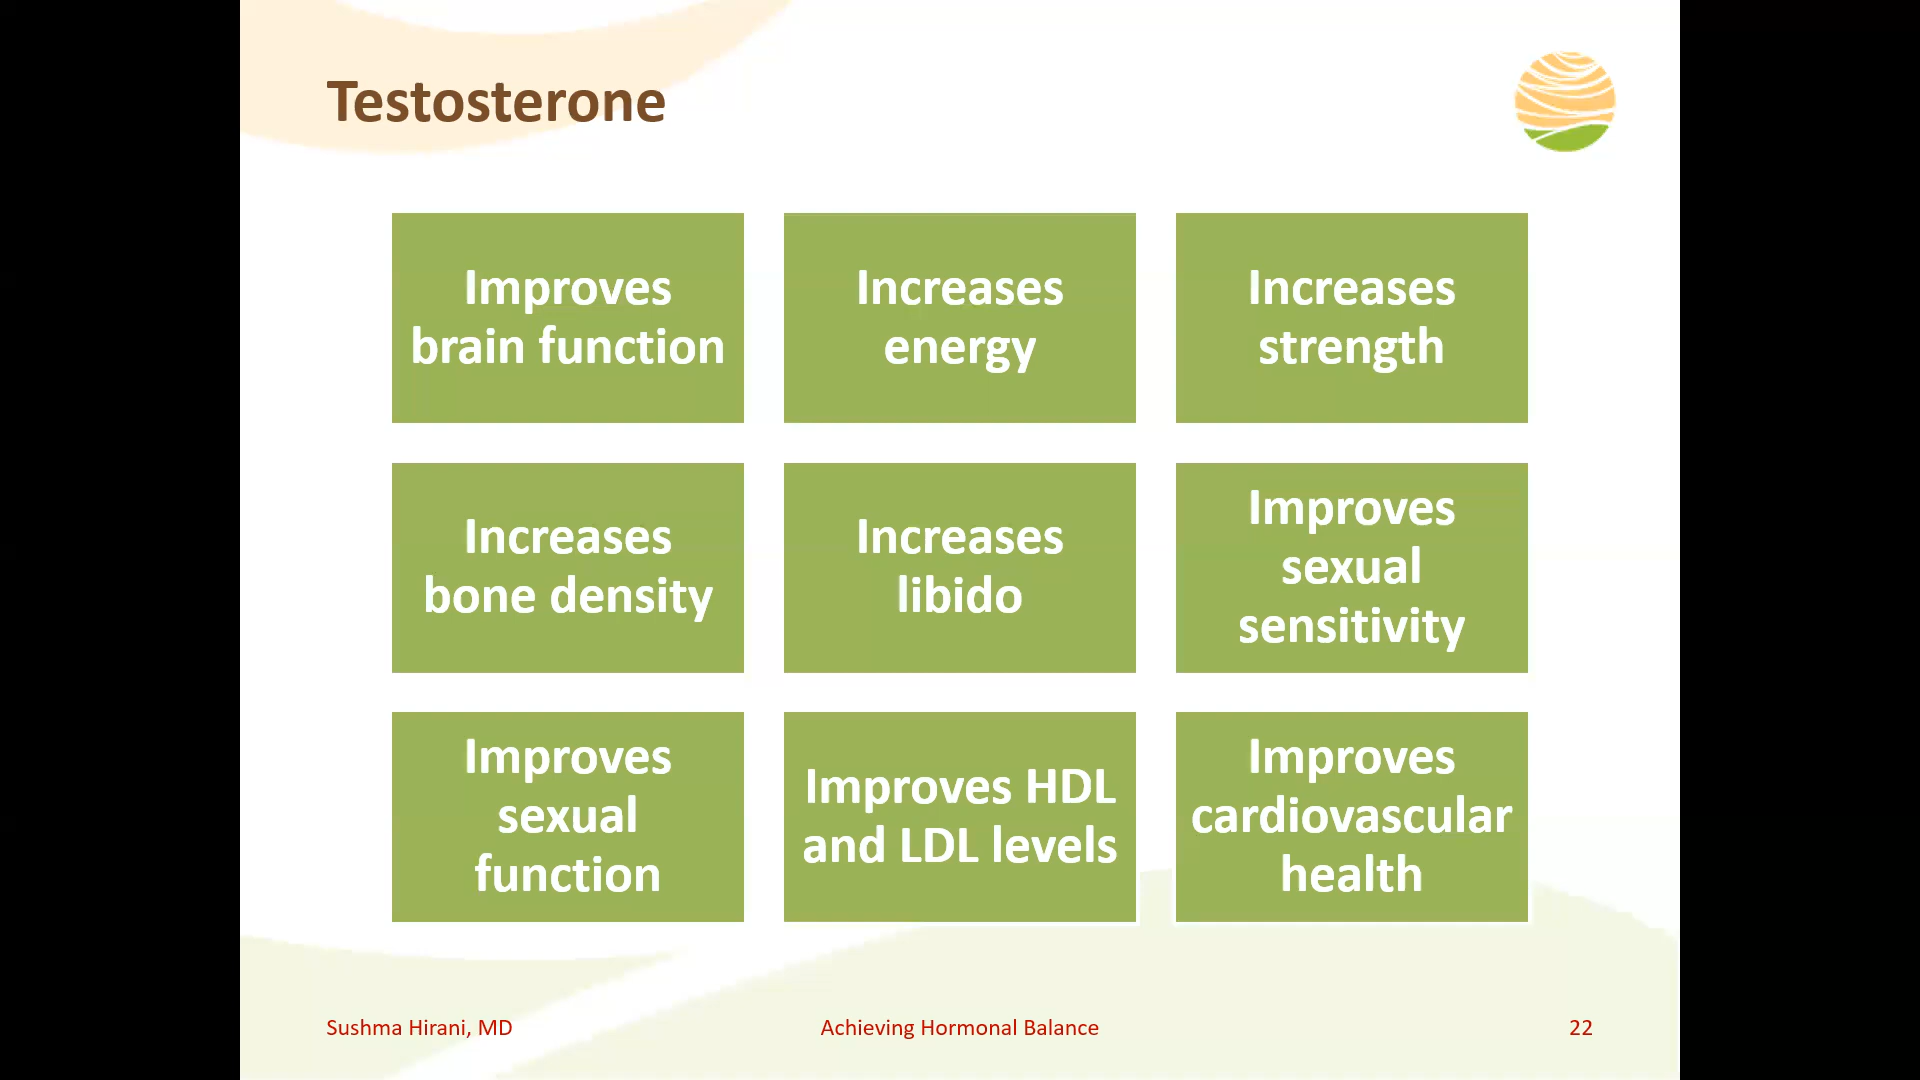 Testosterone
Improves
brain function
Increases
energy
Increases
strength
Increases
bone density
Increases
libido
Improves
sexual
sensitivity
Improves
sexual
function
Improves HDL
and LDL levels
Improves
cardiovascular
health
Sushma Hirani, MD
Achieving Hormonal Balance
22